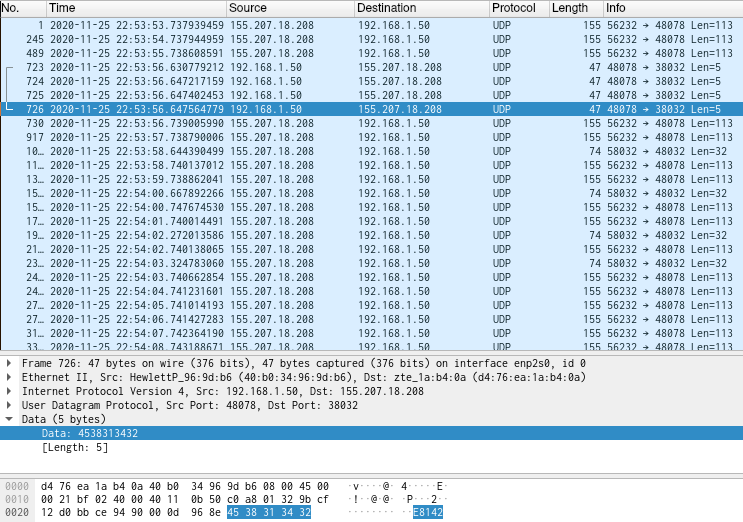 No. Time Source Destination Protocol Length Info
1 2020-11-25 22:53:53.737939459 155.207.18.208 192.168.1.50 UDP 155 56232 → 48078 Len=113
245 2020-11-25 22:53:54.737944959 155.207.18.208 192.168.1.50 UDP 155 56232 → 48078 Len=113
489 2020-11-25 22:53:55.738608591 155.207.18.208 192.168.1.50 UDP 155 56232 → 48078 Len=113
723 2020-11-25 22:53:56.630779212 192.168.1.50 155.207.18.208 UDP 47 48078 → 38032 Len=5
724 2020-11-25 22:53:56.647217159 192.168.1.50 155.207.18.208 UDP 47 48078 → 38032 Len=5
725 2020-11-25 22:53:56.647402453 192.168.1.50 155.207.18.208 UDP 47 48078 → 38032 Len=5
726 2020-11-25 22:53:56.647564779 192.168.1.50 155.207.18.208 UDP 47 48078 → 38032 Len=5
730 2020-11-25 22:53:56.739005990 155.207.18.208 192.168.1.50 UDP 155 56232 → 48078 Len=113
917 2020-11-25 22:53:57.738790006 155.207.18.208 192.168.1.50 UDP 155 56232 → 48078 Len=113
10… 2020-11-25 22:53:58.644390499 155.207.18.208 192.168.1.50 UDP 74 58032 → 48032 Len=32
11… 2020-11-25 22:53:58.740137012 155.207.18.208 192.168.1.50 UDP 155 56232 → 48078 Len=113
13… 2020-11-25 22:53:59.738862041 155.207.18.208 192.168.1.50 UDP 155 56232 → 48078 Len=113
15… 2020-11-25 22:54:00.667892266 155.207.18.208 192.168.1.50 UDP 74 58032 → 48032 Len=32
15… 2020-11-25 22:54:00.747674530 155.207.18.208 192.168.1.50 UDP 155 56232 → 48078 Len=113
17… 2020-11-25 22:54:01.740014491 155.207.18.208 192.168.1.50 UDP 155 56232 → 48078 Len=113
19… 2020-11-25 22:54:02.272013586 155.207.18.208 192.168.1.50 UDP 74 58032 → 48032 Len=32
21… 2020-11-25 22:54:02.740138065 155.207.18.208 192.168.1.50 UDP 155 56232 → 48078 Len=113
23… 2020-11-25 22:54:03.324783060 155.207.18.208 192.168.1.50 UDP 74 58032 → 48032 Len=32
24… 2020-11-25 22:54:03.740662854 155.207.18.208 192.168.1.50 UDP 155 56232 → 48078 Len=113
24… 2020-11-25 22:54:04.741231601 155.207.18.208 192.168.1.50 UDP 155 56232 → 48078 Len=113
27… 2020-11-25 22:54:05.741014193 155.207.18.208 192.168.1.50 UDP 155 56232 → 48078 Len=113
27… 2020-11-25 22:54:06.741427283 155.207.18.208 192.168.1.50 UDP 155 56232 → 48078 Len=113
31… 2020-11-25 22:54:07.742364190 155.207.18.208 192.168.1.50 UDP 155 56232 → 48078 Len=113
33… 2020-11-25 22:54:08.743188671 155.207.18.208 192.168.1.50 UDP 155 56232 → 48078 Len=113
Frame 726: 47 bytes on wire (376 bits), 47 bytes captured (376 bits) on interface enp2s0, id 0
Ethernet II, Src: HewlettP_96:9d:b6 (40:b0:34:96:9d:b6), Dst: zte_1a:b4:0a (d4:76:ea:1a:b4:0a)
Internet Protocol Version 4, Src: 192.168.1.50, Dst: 155.207.18.208
User Datagram Protocol, Src Port: 48078, Dst Port: 38032
Data (5 bytes)
Data: 4538313432
[Length: 5]
0000 d4 76 ea 1a b4 0a 40 b0 34 96 9d b6 08 00 45 00 ·v····@· 4·····E·
0010 00 21 bf 02 40 00 40 11 0b 50 c0 a8 01 32 9b cf ·!··@·@· ·P···2··
0020 12 d0 bb ce 94 90 00 0d 96 8e 45 38 31 34 32 ········ ··E8142